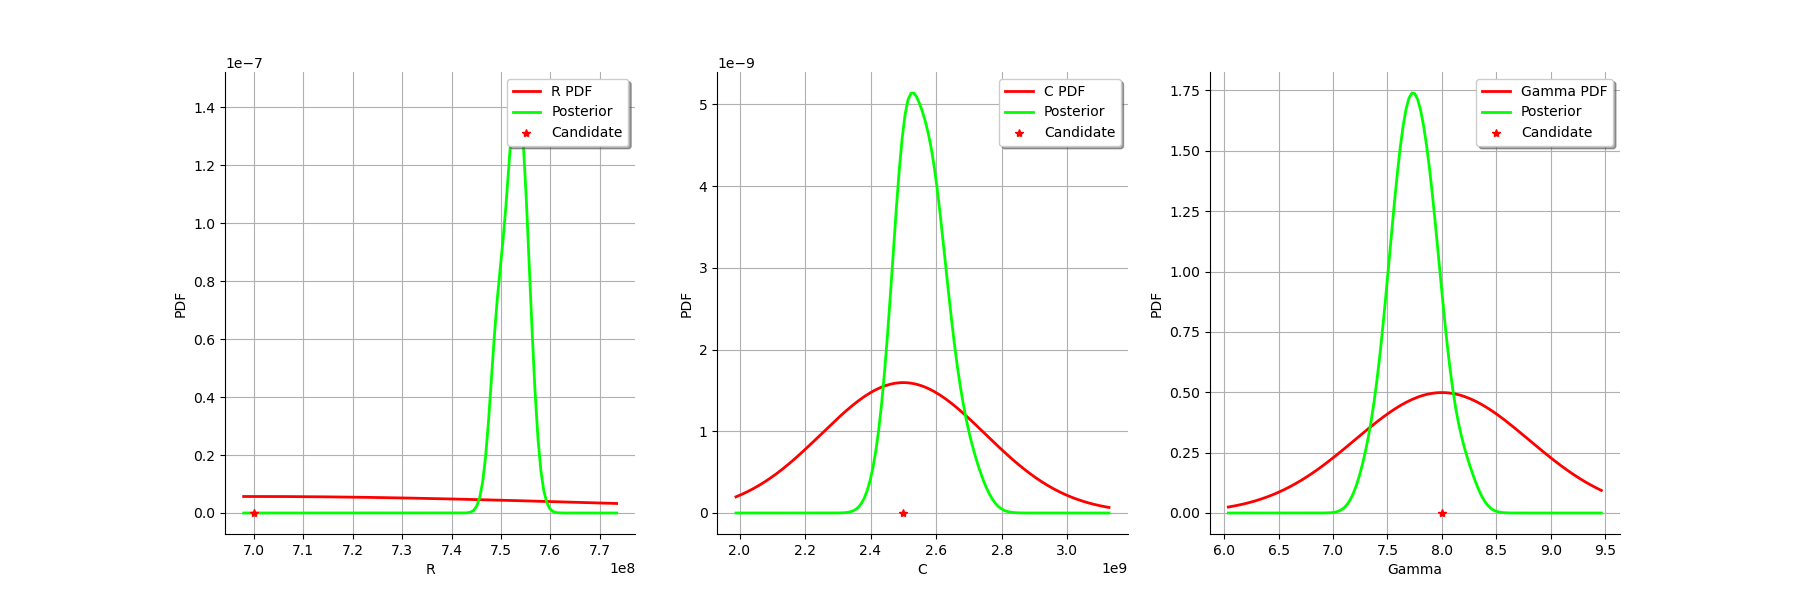 1e−7
R PDF
Posterior
Candidate
1.4
1.2
1.0
0.8
0.6
0.4
0.2
0.0
PDF
7.0 7.1 7.2 7.3 7.4 7.5 7.6 7.7
R
1e8
1e−9
C PDF
Posterior
Candidate
5
4
3
2
1
0
PDF
2.0 2.2 2.4 2.6 2.8 3.0
C
1e9
Gamma PDF
Posterior
Candidate
1.75
1.50
1.25
1.00
0.75
0.50
0.25
0.00
PDF
6.0 6.5 7.0 7.5 8.0 8.5 9.0 9.5
Gamma